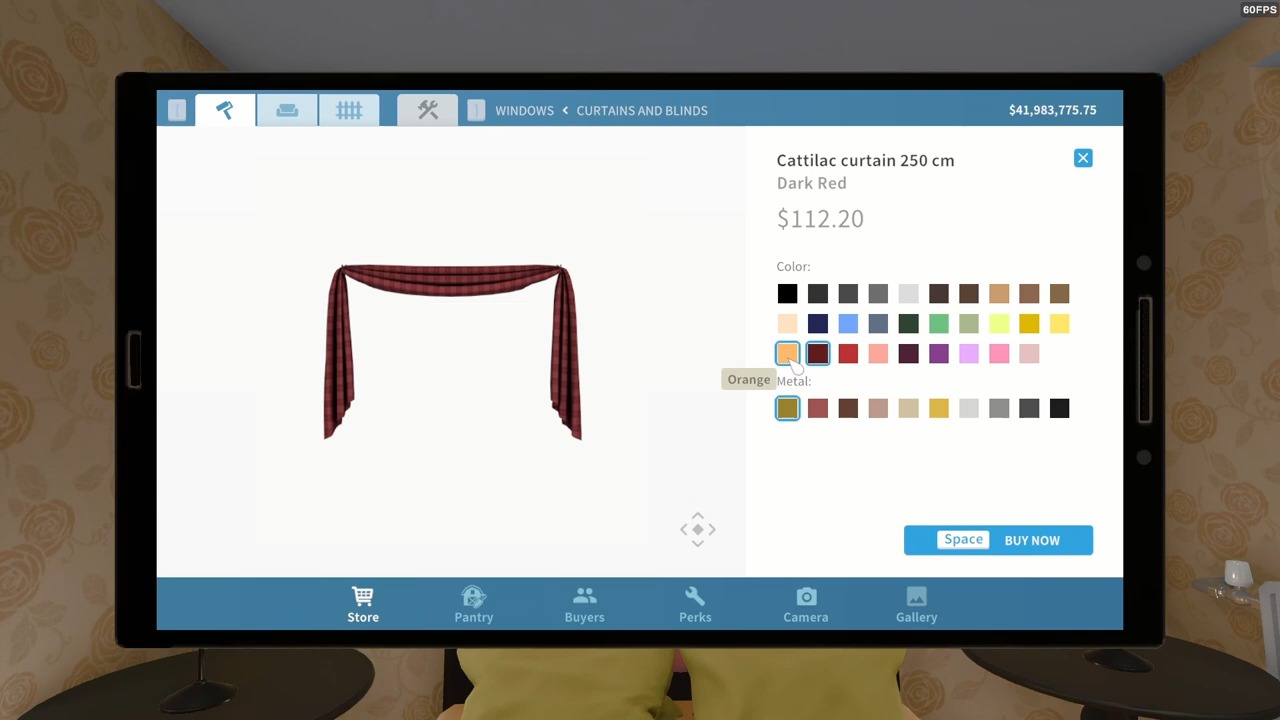 60FPS
WINDOWS < CURTAINS AND BLINDS
$41,983,775.75
Cattilac curtain 250 cm
Dark Red
$112.20
Color:
Orange
Metal:
Space BUY NOW
Store
Pantry
Buyers
Perks
Camera
Gallery